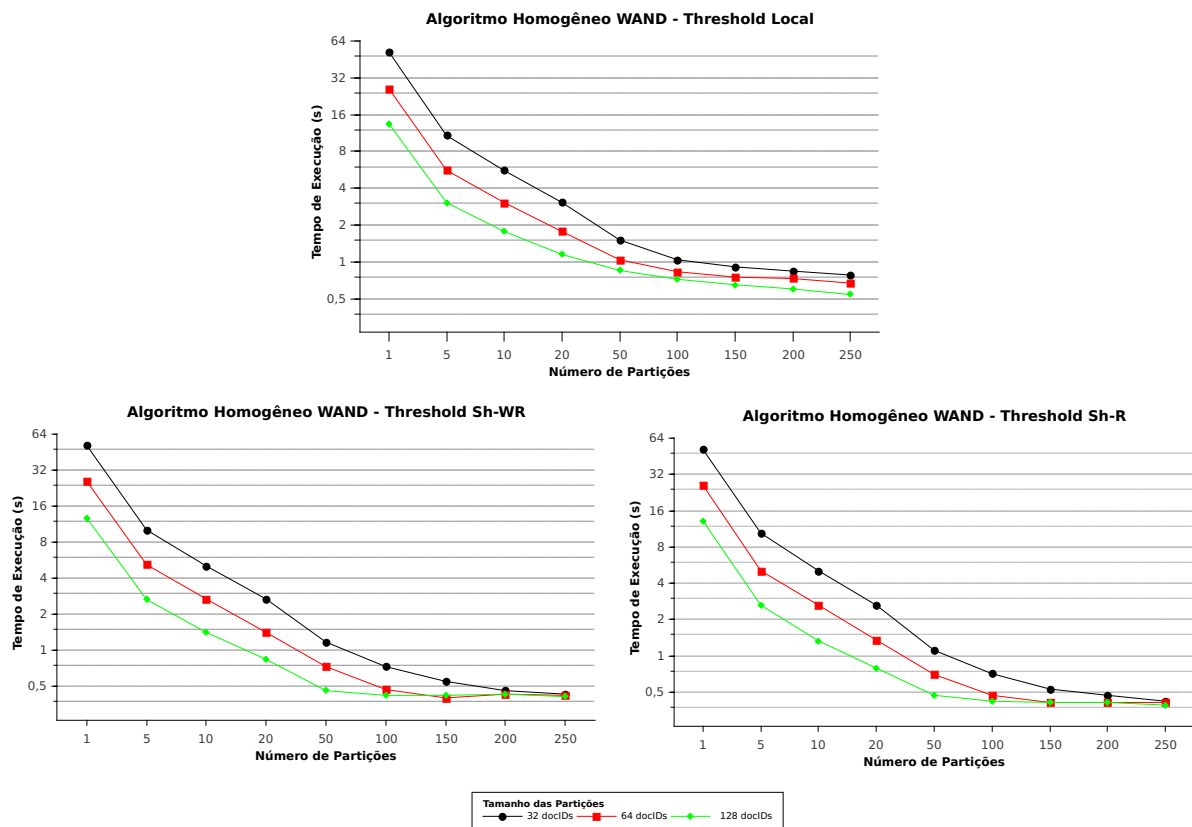 Algoritmo Homogêneo WAND - Threshold Local
Tempo de Execução (s)
64
32
16
8
4
2
1
0,5
1 5 10 20 50 100 150 200 250
Número de Partições
Algoritmo Homogêneo WAND - Threshold Sh-WR
Tempo de Execução (s)
64
32
16
8
4
2
1
0,5
1 5 10 20 50 100 150 200 250
Número de Partições
Algoritmo Homogêneo WAND - Threshold Sh-R
Tempo de Execução (s)
64
32
16
8
4
2
1
0,5
1 5 10 20 50 100 150 200 250
Número de Partições
Tamanho das Partições
32 docIDs 64 docIDs 128 docIDs